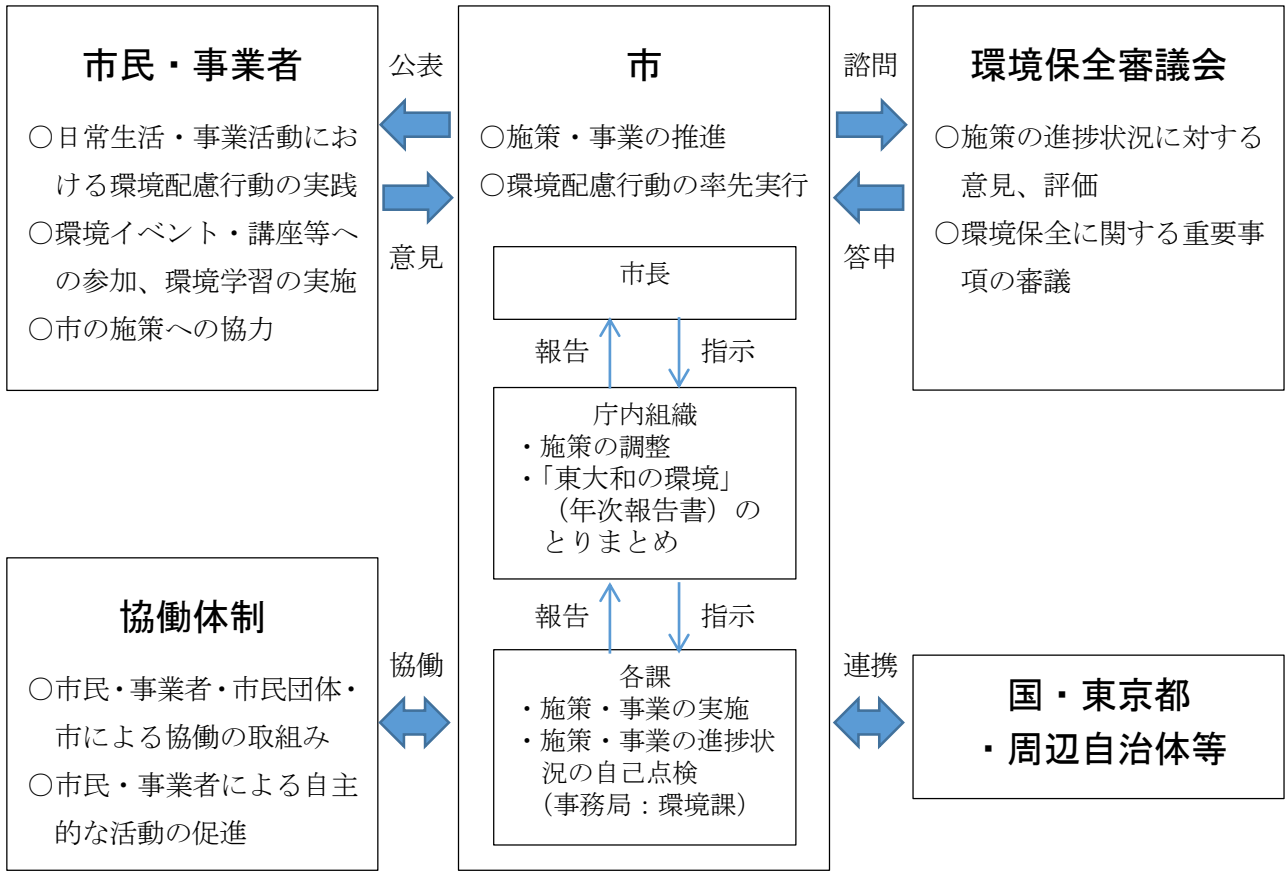 市民・事業者
○日常生活・事業活動にお
ける環境配慮行動の実践
○環境イベント・講座等へ
の参加、環境学習の実施
○市の施策への協力
公表
意見
市
○施策・事業の推進
○環境配慮行動の率先実行
市長
報告
指示
庁内組織
・施策の調整
・「東大和の環境」
（年次報告書）の
とりまとめ
報告
指示
各課
・施策・事業の実施
・施策・事業の進捗状
況の自己点検
（事務局：環境課）
諮問
答申
環境保全審議会
○施策の進捗状況に対する
意見、評価
○環境保全に関する重要事
項の審議
協働体制
○市民・事業者・市民団体・
市による協働の取組み
○市民・事業者による自主
的な活動の促進
協働
連携
国・東京都
・周辺自治体等